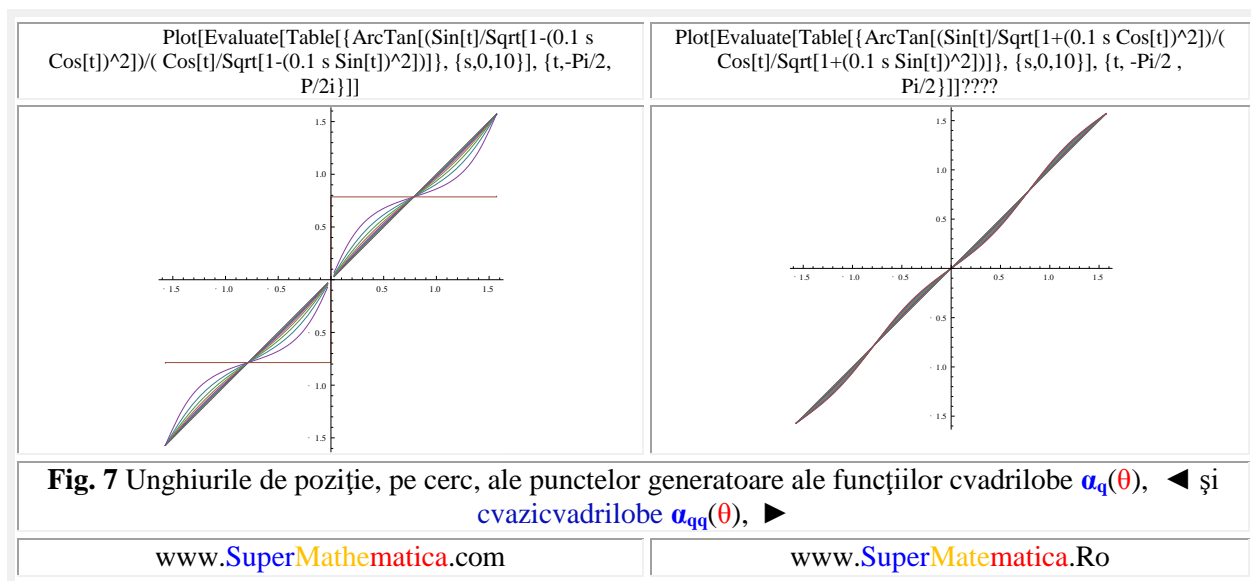 Plot[Evaluate[Table[{ArcTan[(Sin[t]/Sqrt[1-(0.1 s
Cos[t])^2])/( Cos[t]/Sqrt[1-(0.1 s Sin[t])^2])]}, {s,0,10}], {t,-Pi/2,
P/2i}]]
Plot[Evaluate[Table[{ArcTan[(Sin[t]/Sqrt[1+(0.1 s Cos[t])^2])/(
Cos[t]/Sqrt[1+(0.1 s Sin[t])^2])]}, {s,0,10}], {t, -Pi/2 ,
Pi/2}]]????
1.5
1.0
0.5
- 1.5 - 1.0 - 0.5 0.5 1.0 1.5
- 0.5
- 1.0
- 1.5
1.5
1.0
0.5
- 1.5 - 1.0 - 0.5 0.5 1.0 1.5
- 0.5
- 1.0
- 1.5
Fig. 7 Unghiurile de poziţie, pe cerc, ale punctelor generatoare ale funcţiilor cvadrilobe αq(θ), ◄ şi
cvazicvadrilobe αqq(θ), ►
www.SuperMathematica.com
www.SuperMatematica.Ro